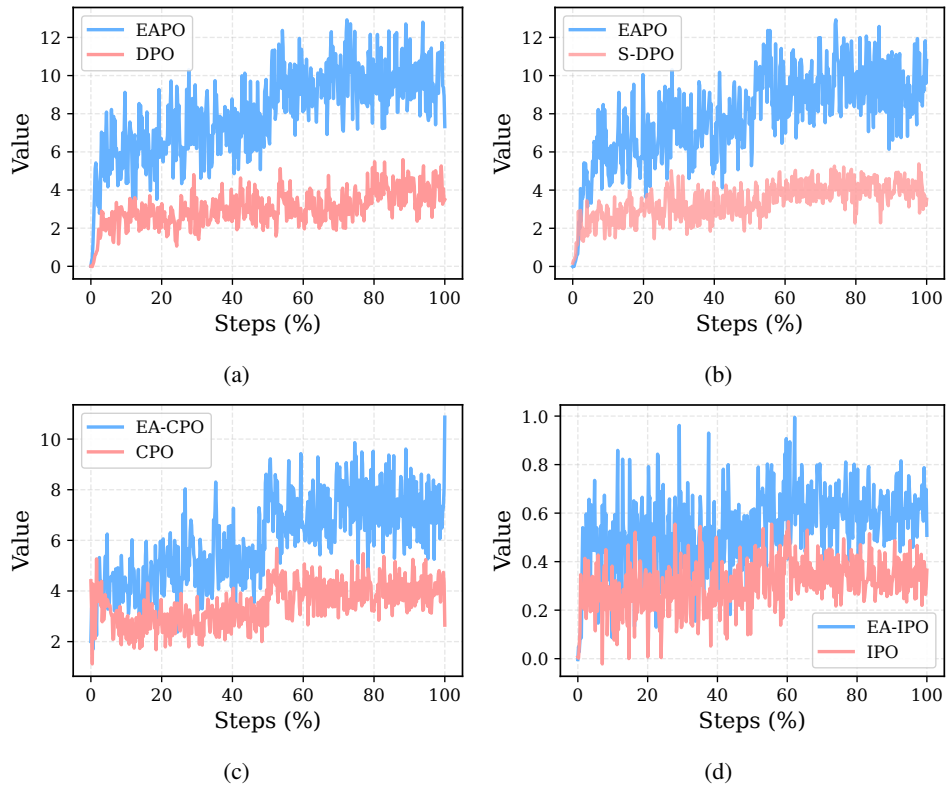 EAPO
DPO
12
10
8
6
4
2
0
Value
0 20 40 60 80 100
Steps (%)
(a)
EAPO
S-DPO
12
10
8
6
4
2
0
Value
0 20 40 60 80 100
Steps (%)
(b)
EA-CPO
CPO
10
8
6
4
2
Value
0 20 40 60 80 100
Steps (%)
(c)
1.0
0.8
0.6
0.4
0.2
0.0
Value
EA-IPO
IPO
0 20 40 60 80 100
Steps (%)
(d)